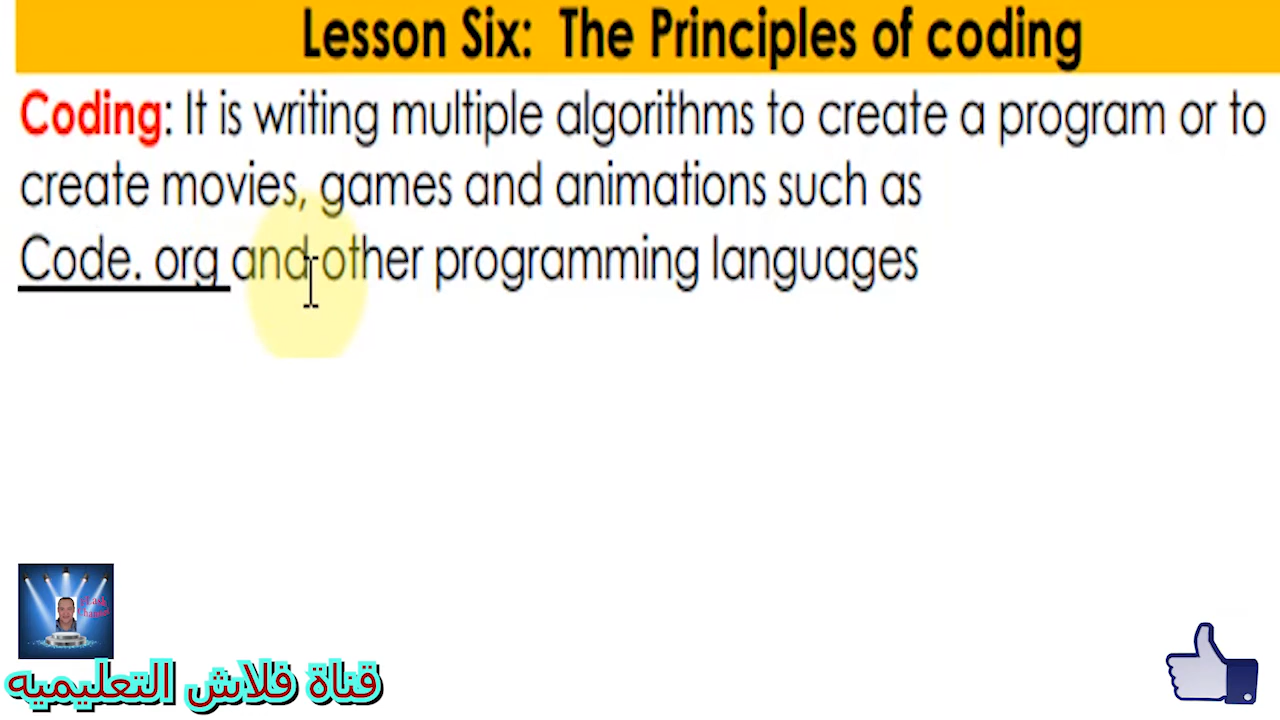 Lesson Six: The Principles of coding
Coding: It is writing multiple algorithms to create a program or to
create movies, games and animations such as
Code. org and other programming languages
قناة فلاش التعليميه